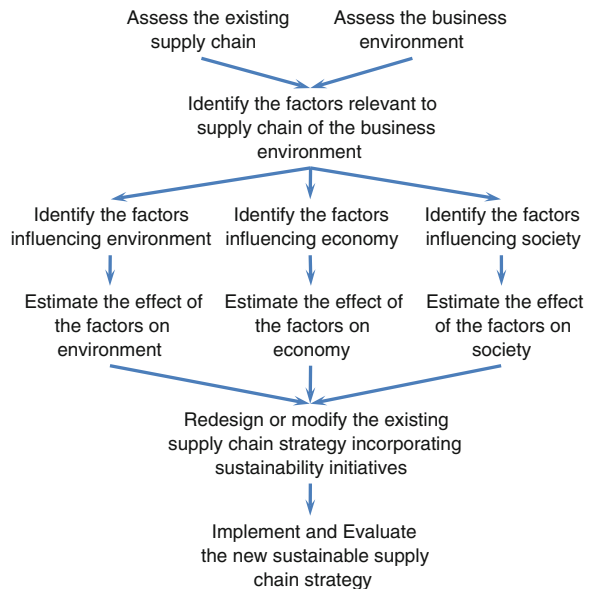 Assess the existing
supply chain
Assess the business
environment
Identify the factors relevant to
supply chain of the business
environment
Identify the factors
influencing environment
Identify the factors
influencing economy
Identify the factors
influencing society
Estimate the effect of
the factors on
environment
Estimate the effect of
the factors on
economy
Estimate the effect
of the factors on
society
Redesign or modify the existing
supply chain strategy incorporating
sustainability initiatives
Implement and Evaluate
the new sustainable supply
chain strategy